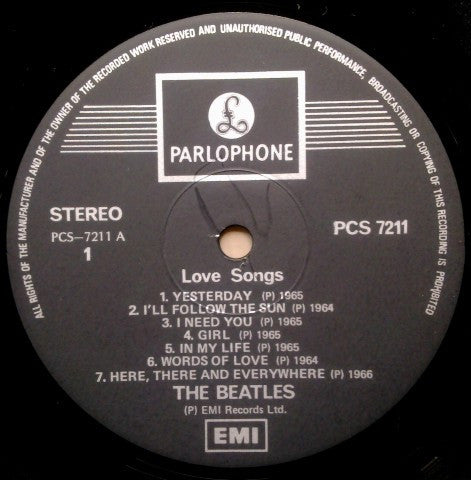 ALL RIGHTS OF THE MANUFACTURER AND OF THE OWNER OF THE RECORDED WORK RESERVED AND UNAUTHORISED PUBLIC PERFORMANCE, BROADCASTING OR COPYING OF THIS RECORDING IS PROHIBITED
£
PARLOPHONE
STEREO
PCS 7211
PCS-7211 A
1
Love Songs
1. YESTERDAY (P) 1965
2. I'LL FOLLOW THE SUN (P) 1964
3. I NEED YOU (P) 1965
4. GIRL (P) 1965
5. IN MY LIFE (P) 1965
6. WORDS OF LOVE (P) 1964
7. HERE, THERE AND EVERYWHERE (P) 1966
THE BEATLES
(P) EMI Records Ltd.
EMI